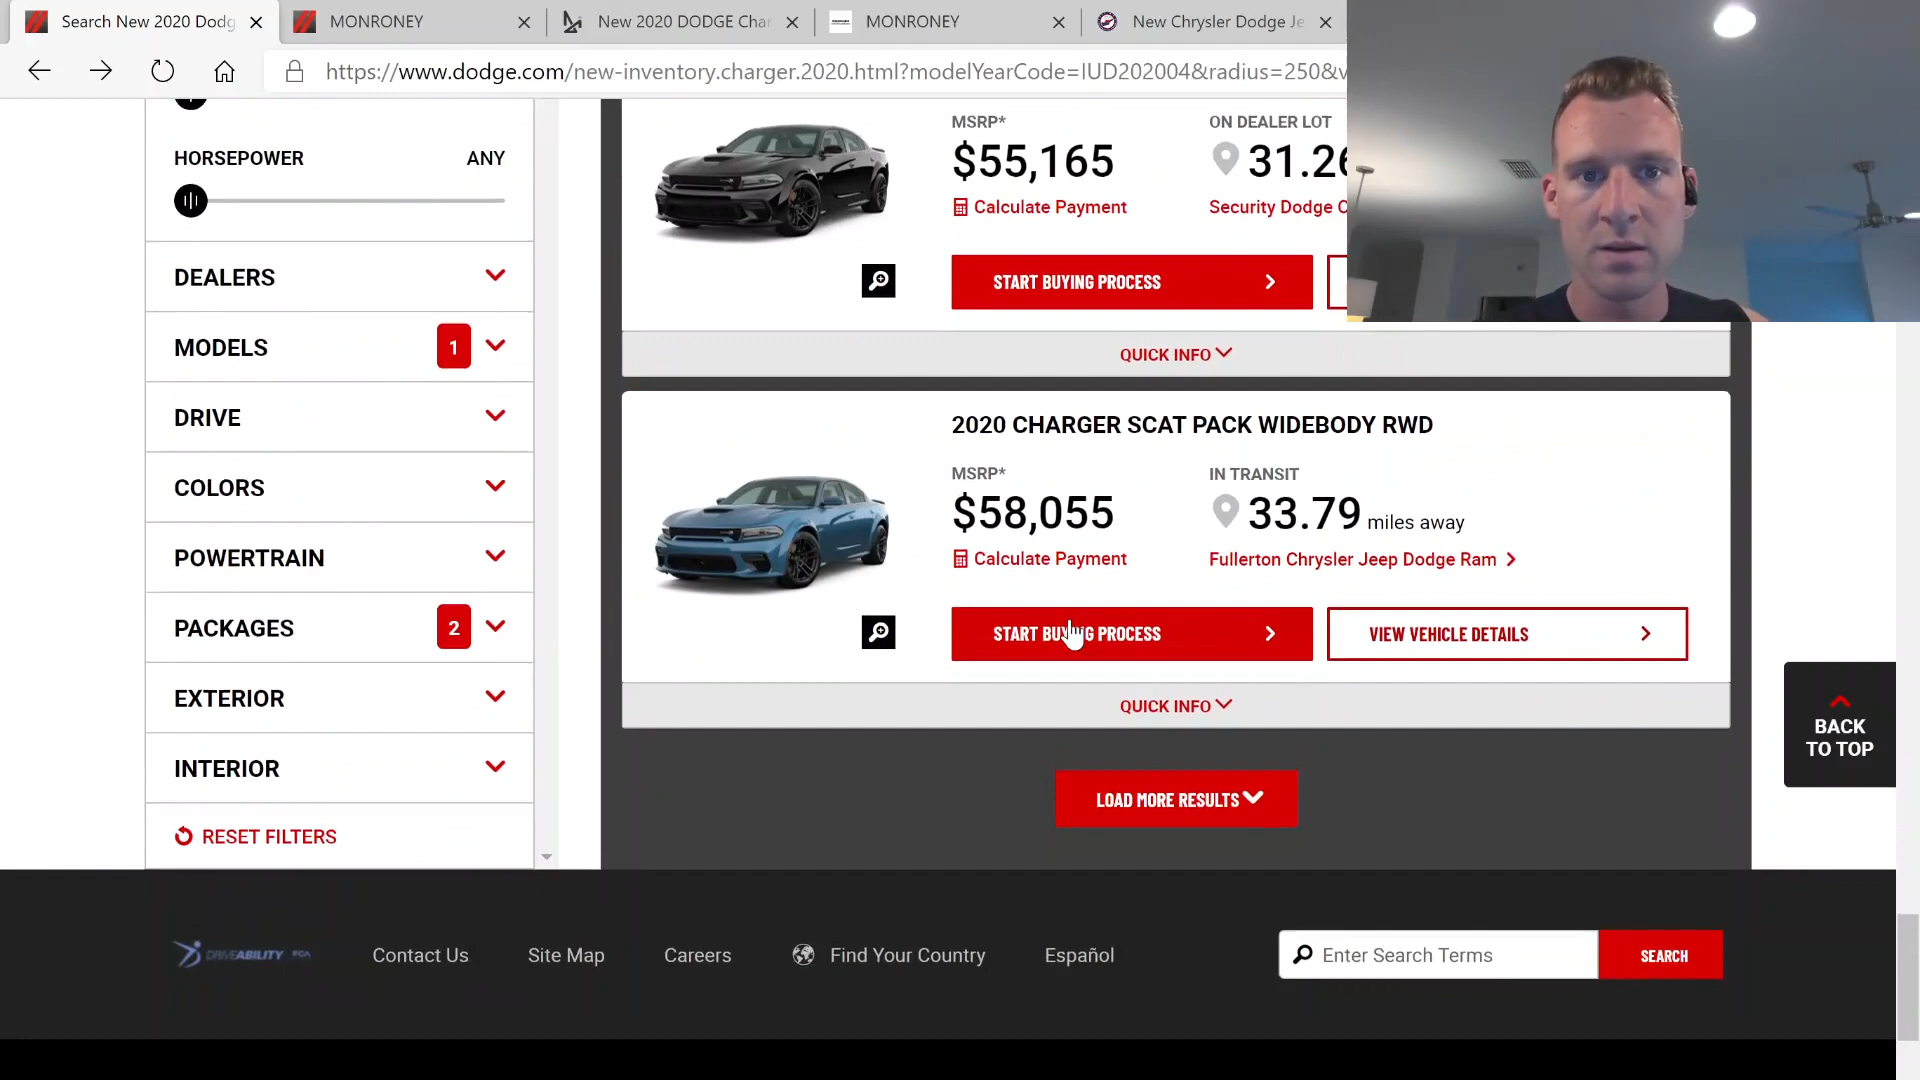 Search New 2020 Dodg
MONRONEY
New 2020 DODGE Char
MONRONEY
New Chrysler Dodge Je
https://www.dodge.com/new-inventory.charger.2020.html?modelYearCode=IUD202004&radius=250&v
HORSEPOWER ANY
DEALERS
MODELS 1
DRIVE
COLORS
POWERTRAIN
PACKAGES 2
EXTERIOR
INTERIOR
RESET FILTERS
MSRP* ON DEALER LOT
$55,165 31.26
Calculate Payment Security Dodge C
START BUYING PROCESS
QUICK INFO
2020 CHARGER SCAT PACK WIDEBODY RWD
MSRP* IN TRANSIT
$58,055 33.79 miles away
Calculate Payment Fullerton Chrysler Jeep Dodge Ram
START BUYING PROCESS VIEW VEHICLE DETAILS
QUICK INFO
LOAD MORE RESULTS
BACK
TO TOP
DRIVEABILITY FCA
Contact Us Site Map Careers Find Your Country Español Enter Search Terms SEARCH